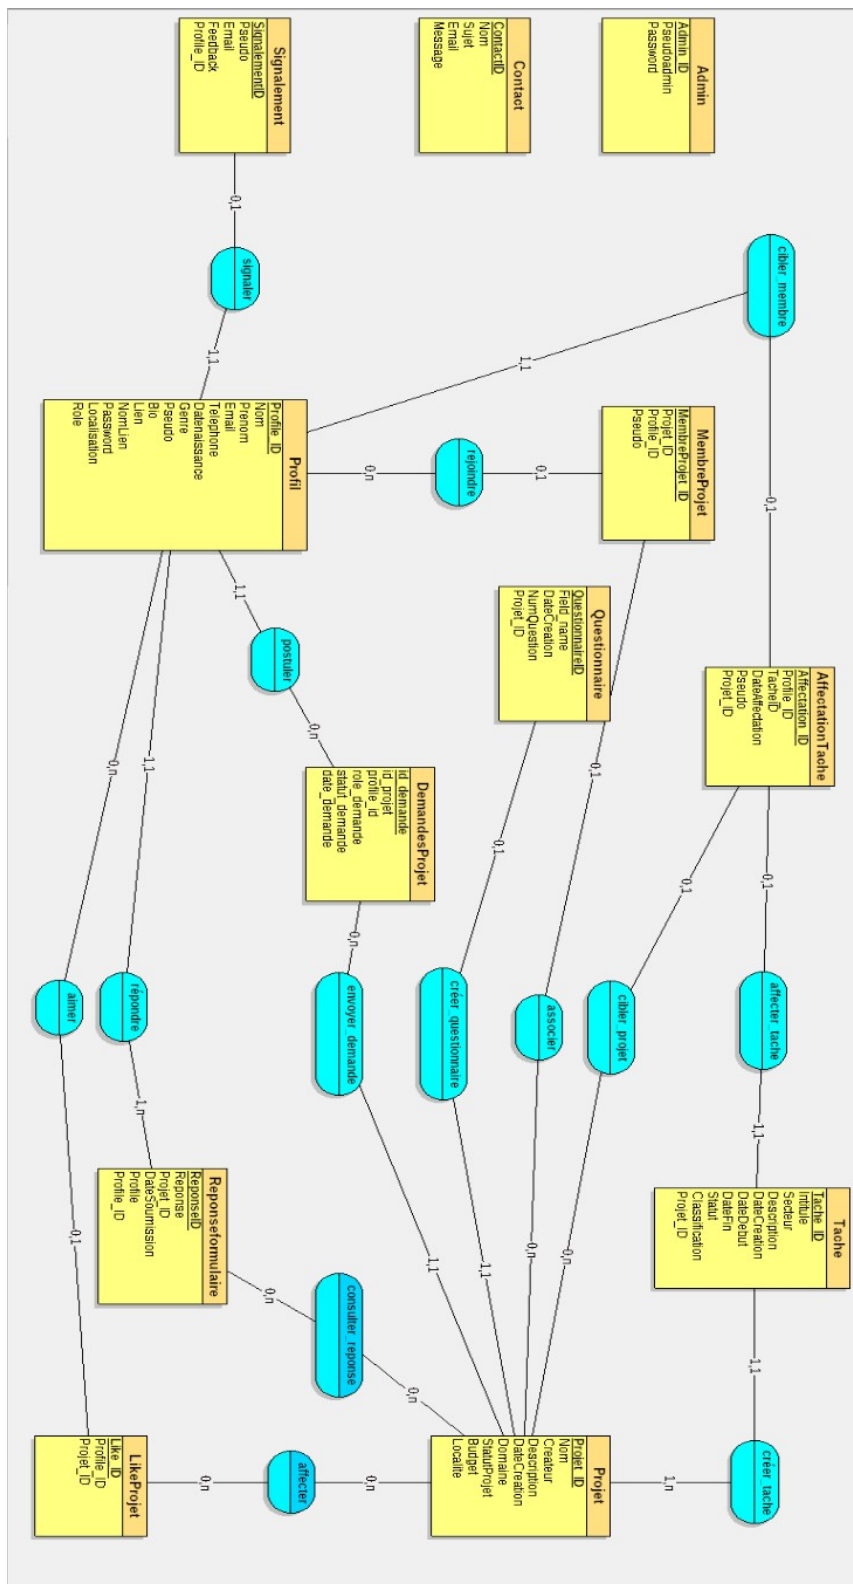 Admin
Admin_ID
Pseudoadmin
Password
Contact
ContactID
Nom
Sujet
Email
Message
Signalement
SignalementID
Pseudo
Email
Feedback
Profile_ID
0,1
signaler
1,1
cibler_membre
1,1
0,1
Profil
Profile_ID
Nom
Prenom
Email
Telephone
Datenaissance
Genre
Pseudo
Bio
Lien
NomLien
Password
Localisation
Role
0,n
rejoindre
0,1
MembreProjet
MembreProjet_ID
Projet_ID
Profile_ID
Pseudo
0,1
Questionnaire
QuestionnaireID
Field_name
DateCreation
NumQuestion
Projet_ID
0,1
AffectationTache
Affectation_ID
Profile_ID
TacheID
DateAffectation
Pseudo
Projet_ID
0,1
0,1
1,1
postuler
0,n
DemandesProjet
id_demande
id_projet
profile_id
role_demande
statut_demande
date_demande
0,n
0,n
1,1
aimer
répondre
envoyer_demande
créer_questionnaire
associer
cibler_projet
affecter_tache
0,1
1,n
1,1
1,1
0,n
0,n
1,1
Tache
Tache_ID
Intitule
Secteur
Description
DateCreation
DateDebut
DateFin
Statut
Classification
Projet_ID
1,1
créer_tache
1,n
Reponseformulaire
ReponseID
Reponse
Projet_ID
DateSoumission
Profile
Profile_ID
0,n
consulter_reponse
0,n
Projet
Projet_ID
Nom
Createur
Description
DateCreation
Domaine
StatutProjet
Budget
Localite
0,n
affecter
0,n
LikeProjet
Like_ID
Profile_ID
Projet_ID